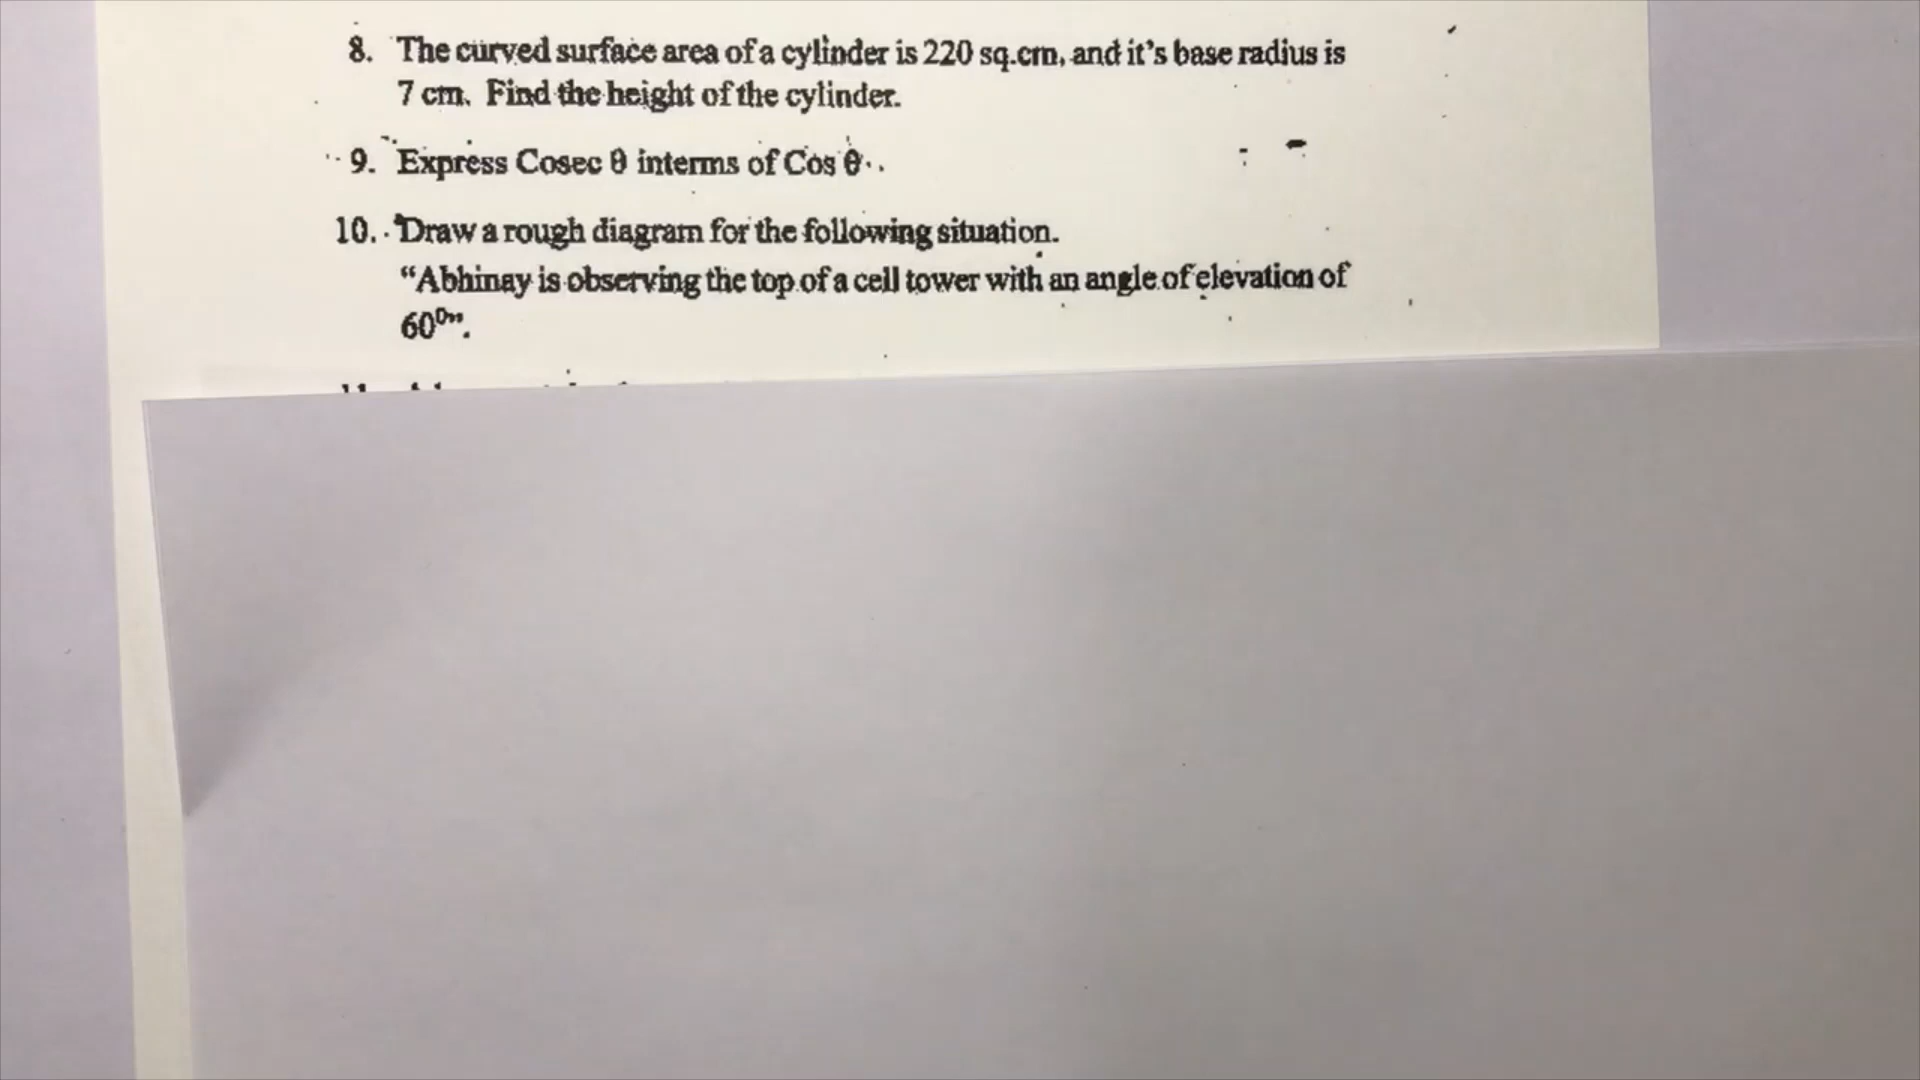 8. The curved surface area of a cylinder is 220 sq.cm, and it's base radius is
7 cm. Find the height of the cylinder.
9. Express Cosec θ interms of Cos θ.
10. Draw a rough diagram for the following situation.
“Abhinay is observing the top of a cell tower with an angle of elevation of
60⁰”.